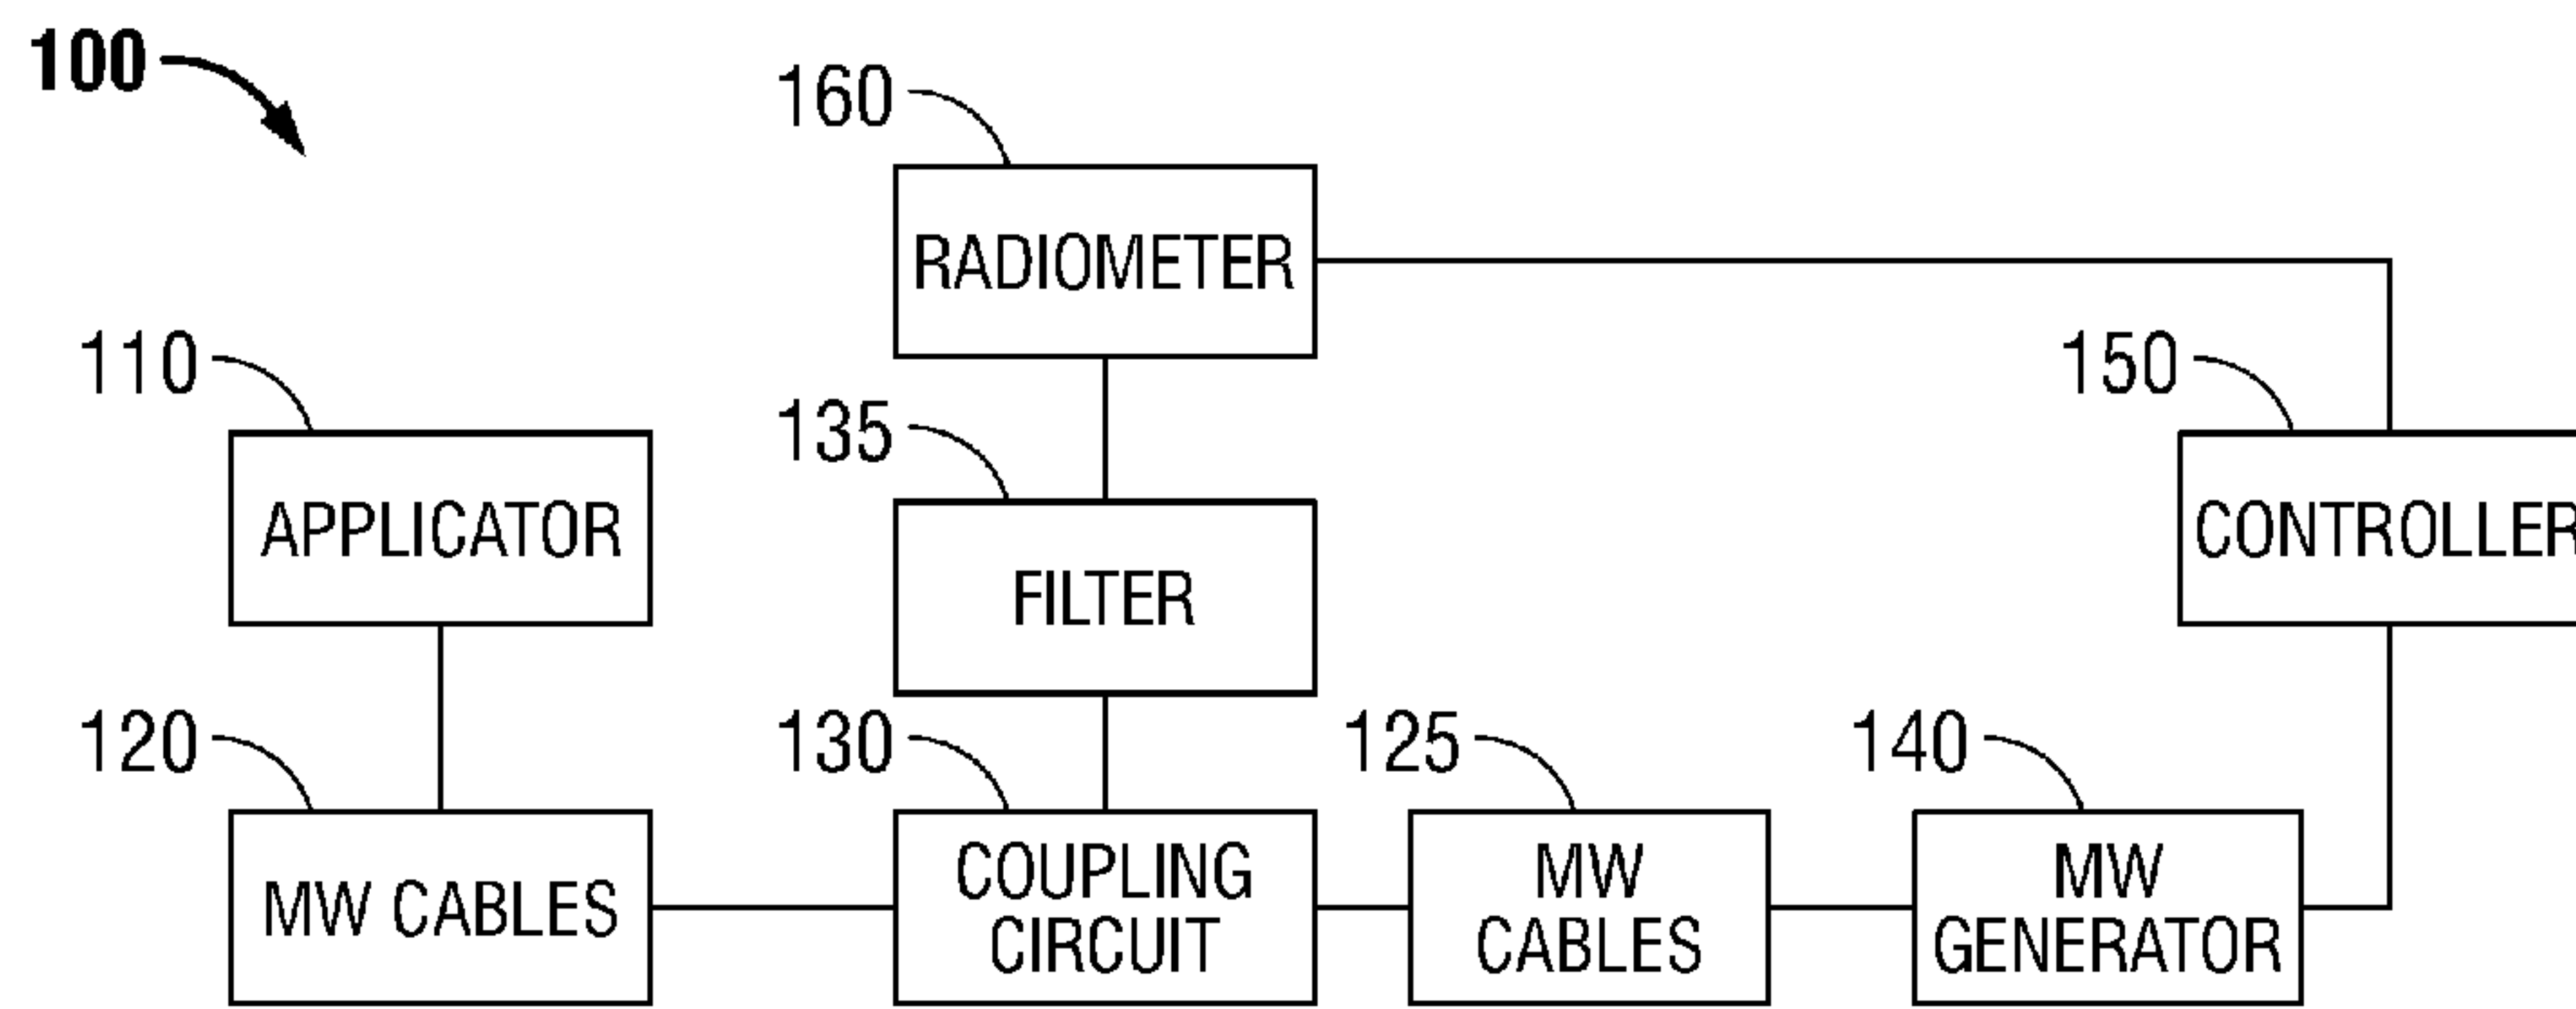 100
160
RADIOMETER
110
150
135
APPLICATOR
CONTROLLER
FILTER
120
130
125
140
MW CABLES
COUPLING
CIRCUIT
MW
CABLES
MW
GENERATOR